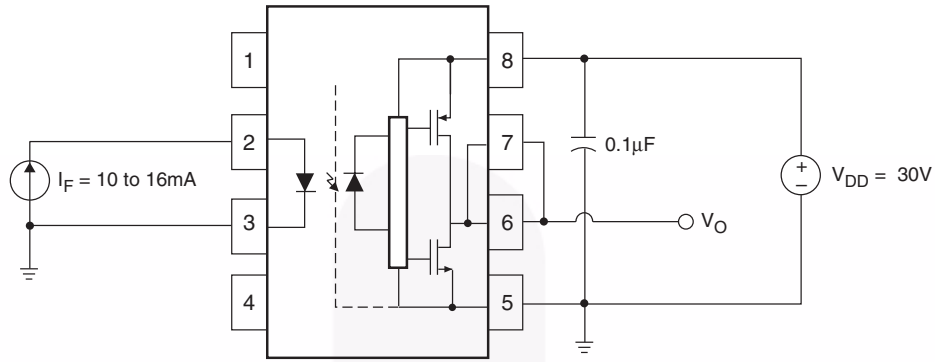 1
8
2
7
I_F = 10 to 16mA
0.1µF
+
–
V_DD = 30V
3
6
V_O
4
5